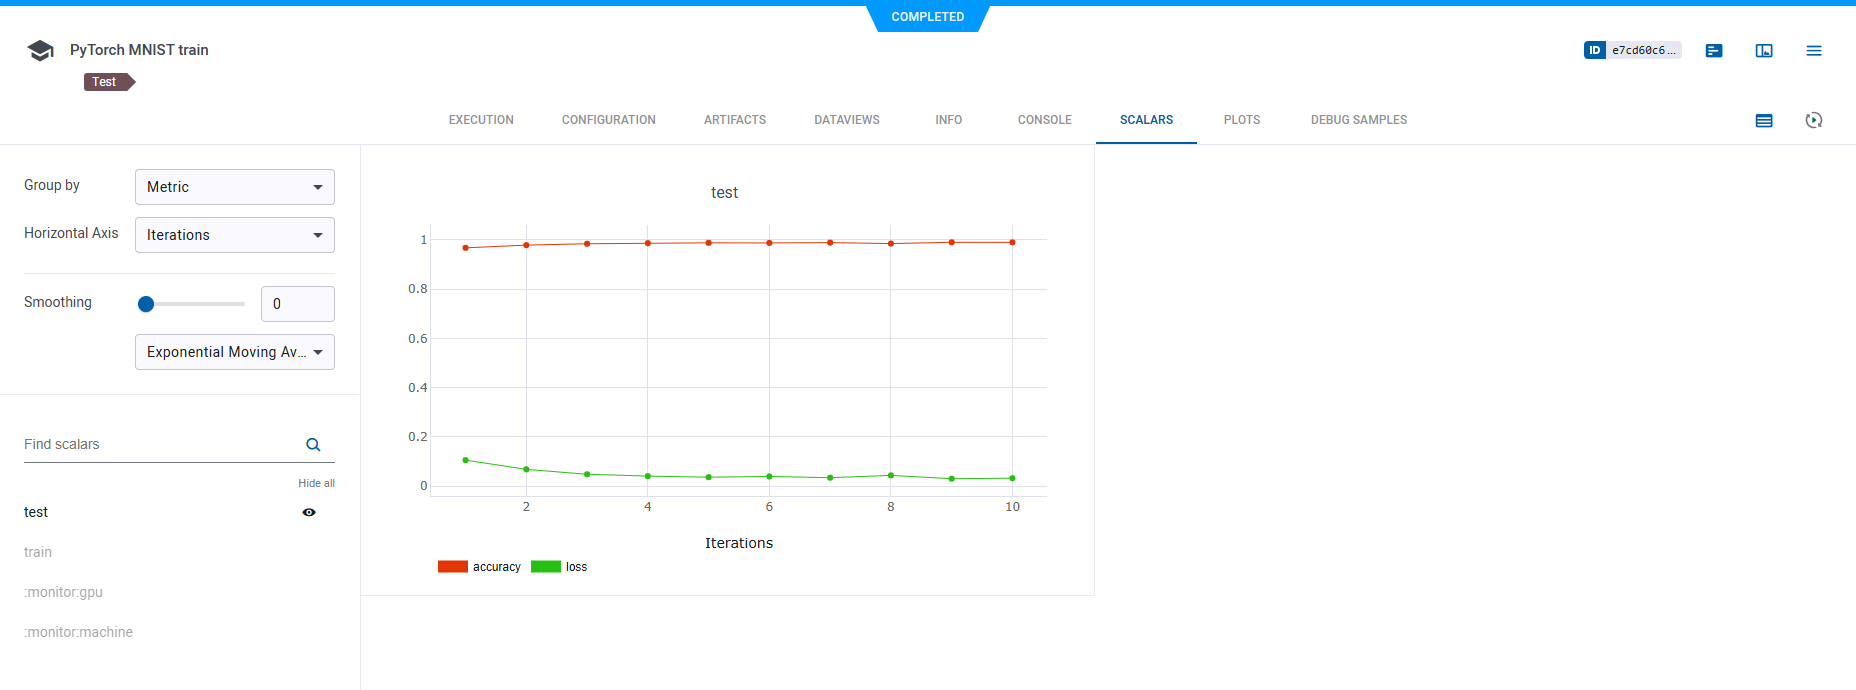 COMPLETED
PyTorch MNIST train
ID e7cd60c6...
Test
EXECUTION CONFIGURATION ARTIFACTS DATAVIEWS INFO CONSOLE SCALARS PLOTS DEBUG SAMPLES
Group by Metric
Horizontal Axis Iterations
Smoothing 0
Exponential Moving Av...
Find scalars
Hide all
test
train
:monitor:gpu
:monitor:machine
test
1
0.8
0.6
0.4
0.2
0
2 4 6 8 10
Iterations
accuracy loss